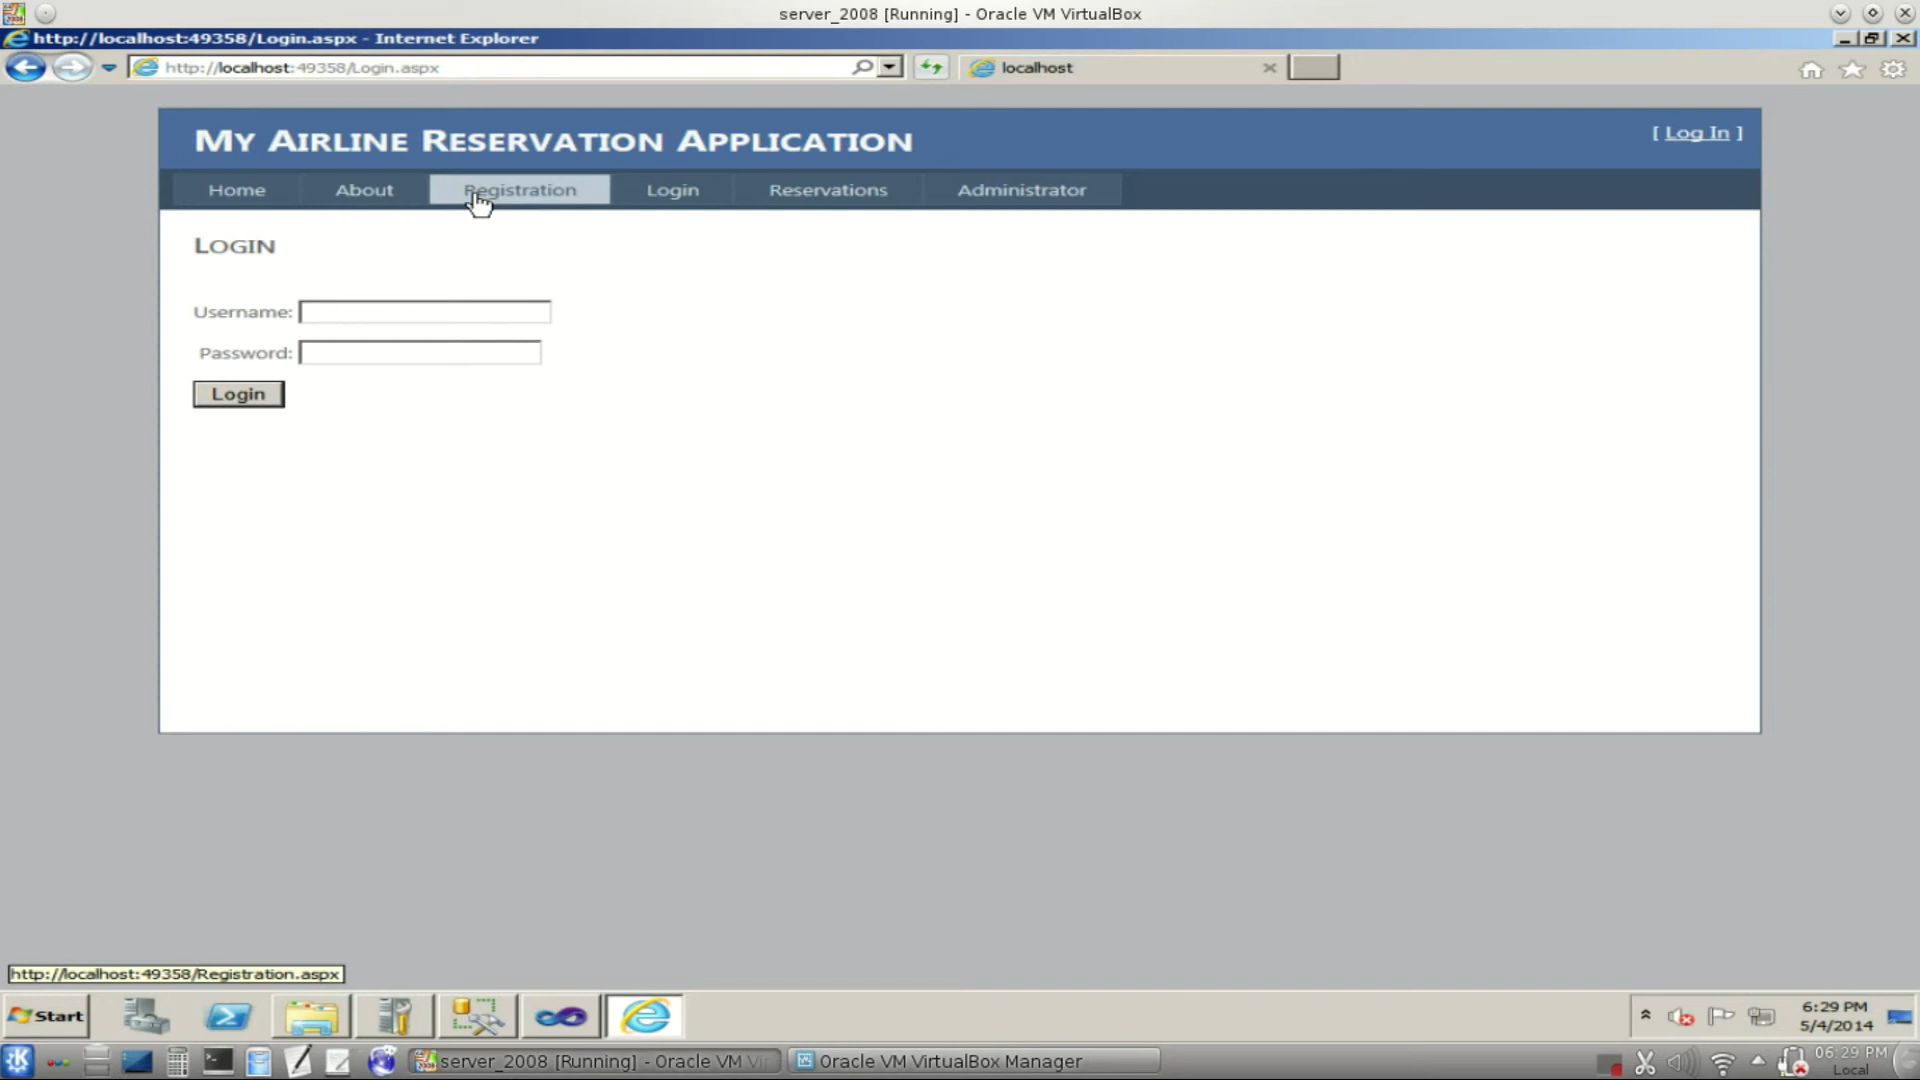 server_2008 [Running] - Oracle VM VirtualBox
http://localhost:49358/Login.aspx - Internet Explorer
http://localhost:49358/Login.aspx
localhost
MY AIRLINE RESERVATION APPLICATION
[ Log In ]
Home About Registration Login Reservations Administrator
LOGIN
Username:
Password:
Login
http://localhost:49358/Registration.aspx
Start
6:29 PM
5/4/2014
server_2008 [Running] - Oracle VM
Oracle VM VirtualBox Manager
06:29 PM
Local